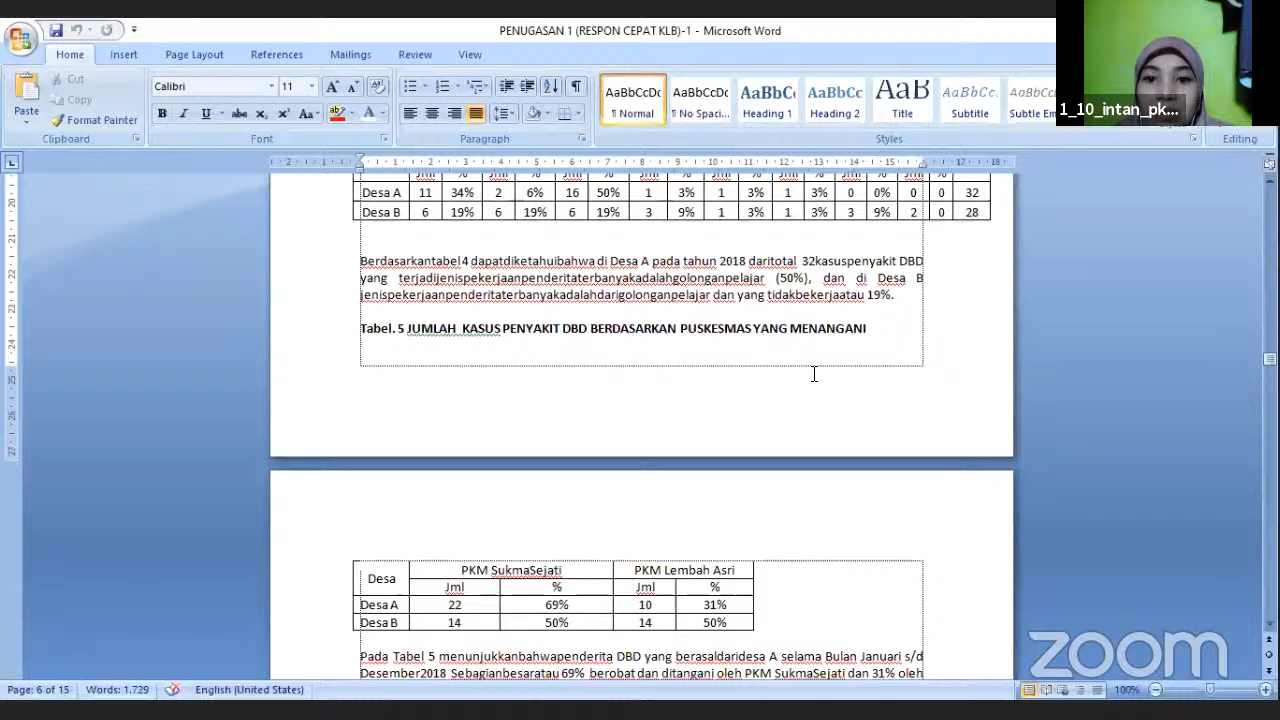 PENUGASAN 1 (RESPON CEPAT KLB)-1 - Microsoft Word
Home Insert Page Layout References Mailings Review View
Cut
Copy
Format Painter
Paste
Calibri 11
AaBbCcDc AaBbCcDc AaBbC AaBbCc AaB AaBbCc. AaBbCcDc
¶ Normal ¶ No Spaci... Heading 1 Heading 2 Title Subtitle Subtle Em
Clipboard Font Paragraph Styles Editing
1_10_intan_pk...
Desa A 11 34% 2 6% 16 50% 1 3% 1 3% 1 3% 0 0% 0 0 32
Desa B 6 19% 6 19% 6 19% 3 9% 1 3% 1 3% 3 9% 2 0 28
Berdasarkantabel4 dapatdiketahuibahwa di Desa A pada tahun 2018 daritotal 32kasuspenyakit DBD
yang terjadijenispekerjaanpenderitaterbanyakadalahgolonganpelajar (50%), dan di Desa B
jenispekerjaanpenderitaterbanyakadalahdarigolonganpelajar dan yang tidakbekerjaatau 19%.
Tabel. 5 JUMLAH KASUS PENYAKIT DBD BERDASARKAN PUSKESMAS YANG MENANGANI
Desa PKM SukmaSejati PKM Lembah Asri
Jml % Jml %
Desa A 22 69% 10 31%
Desa B 14 50% 14 50%
Pada Tabel 5 menunjukkanbahwapenderita DBD yang berasaldaridesa A selama Bulan Januari s/d
Desember2018 Sebagianbesaratau 69% berobat dan ditangani oleh PKM SukmaSejati dan 31% oleh
zoom
Page: 6 of 15 Words: 1.729 English (United States) 100%